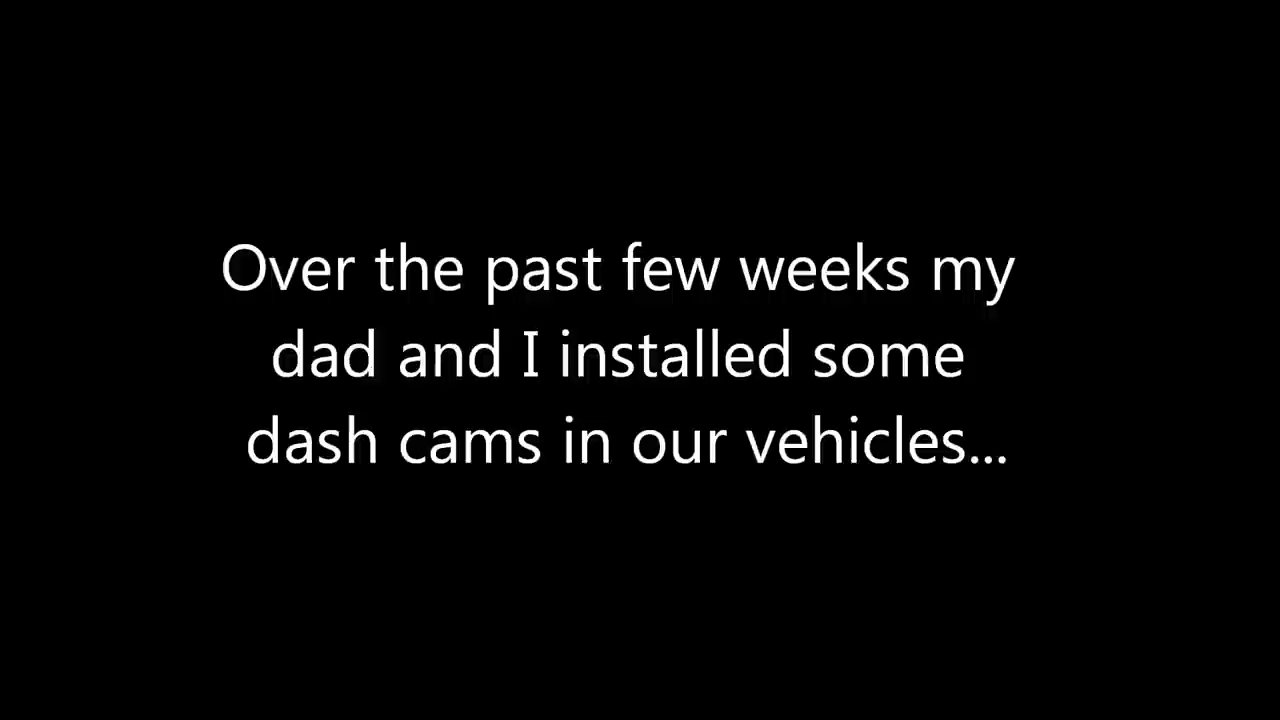 Over the past few weeks my
dad and I installed some
dash cams in our vehicles...